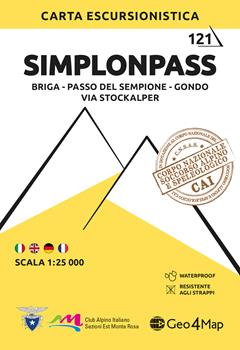 CARTA ESCURSIONISTICA
121
SIMPLONPASS
BRIGA - PASSO DEL SEMPIONE - GONDO
VIA STOCKALPER
C.N.S.A.S.
CORPO NAZIONALE
SOCCORSO ALPINO
E SPELEOLOGICO
CAI
SCALA 1:25 000
WATERPROOF
RESISTENTE
AGLI STRAPPI
Club Alpino Italiano
Sezioni Est Monte Rosa
Geo4Map